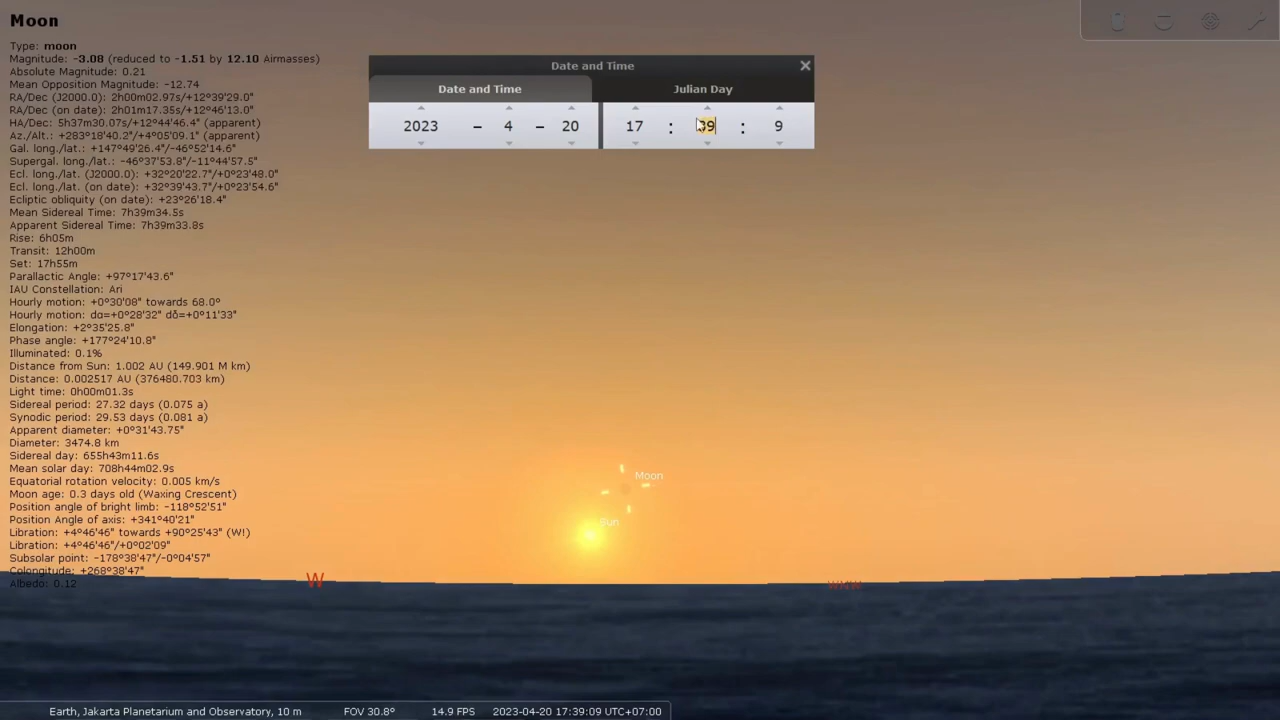 Moon
Type: moon
Magnitude: -3.08 (reduced to -1.51 by 12.10 Airmasses)
Absolute Magnitude: 0.21
Mean Opposition Magnitude: -12.74
RA/Dec (J2000.0): 2h00m02.97s/+12°39'29.0"
RA/Dec (on date): 2h01m17.35s/+12°46'13.0"
HA/Dec: 5h37m30.07s/+12°44'46.4" (apparent)
Az./Alt.: +283°18'40.2"/+4°05'09.1" (apparent)
Gal. long./lat.: +147°49'26.4"/-46°52'14.6"
Supergal. long./lat.: -46°37'53.8"/-11°44'57.5"
Ecl. long./lat. (J2000.0): +32°20'22.7"/+0°23'48.0"
Ecl. long./lat. (on date): +32°39'43.7"/+0°23'54.6"
Ecliptic obliquity (on date): +23°26'18.4"
Mean Sidereal Time: 7h39m34.5s
Apparent Sidereal Time: 7h39m33.8s
Rise: 6h05m
Transit: 12h00m
Set: 17h55m
Parallactic Angle: +97°17'43.6"
IAU Constellation: Ari
Hourly motion: +0°30'08" towards 68.0°
Hourly motion: dα=+0°28'32" dδ=+0°11'33"
Elongation: +2°35'25.8"
Phase angle: +177°24'10.8"
Illuminated: 0.1%
Distance from Sun: 1.002 AU (149.901 M km)
Distance: 0.002517 AU (376480.703 km)
Light time: 0h00m01.3s
Sidereal period: 27.32 days (0.075 a)
Synodic period: 29.53 days (0.081 a)
Apparent diameter: +0°31'43.75"
Diameter: 3474.8 km
Sidereal day: 655h43m11.6s
Mean solar day: 708h44m02.9s
Equatorial rotation velocity: 0.005 km/s
Moon age: 0.3 days old (Waxing Crescent)
Position angle of bright limb: -118°52'51"
Position Angle of axis: +341°40'21"
Libration: +4°46'46" towards +90°25'43" (W!)
Libration: +4°46'46"/+0°02'09"
Subsolar point: -178°38'47"/-0°04'57"
Colongitude: +268°38'47"
Albedo: 0.12
Date and Time
Date and Time Julian Day
2023 - 4 - 20 17 : 39 : 9
Moon
Sun
W WNW
Earth, Jakarta Planetarium and Observatory, 10 m FOV 30.8° 14.9 FPS 2023-04-20 17:39:09 UTC+07:00